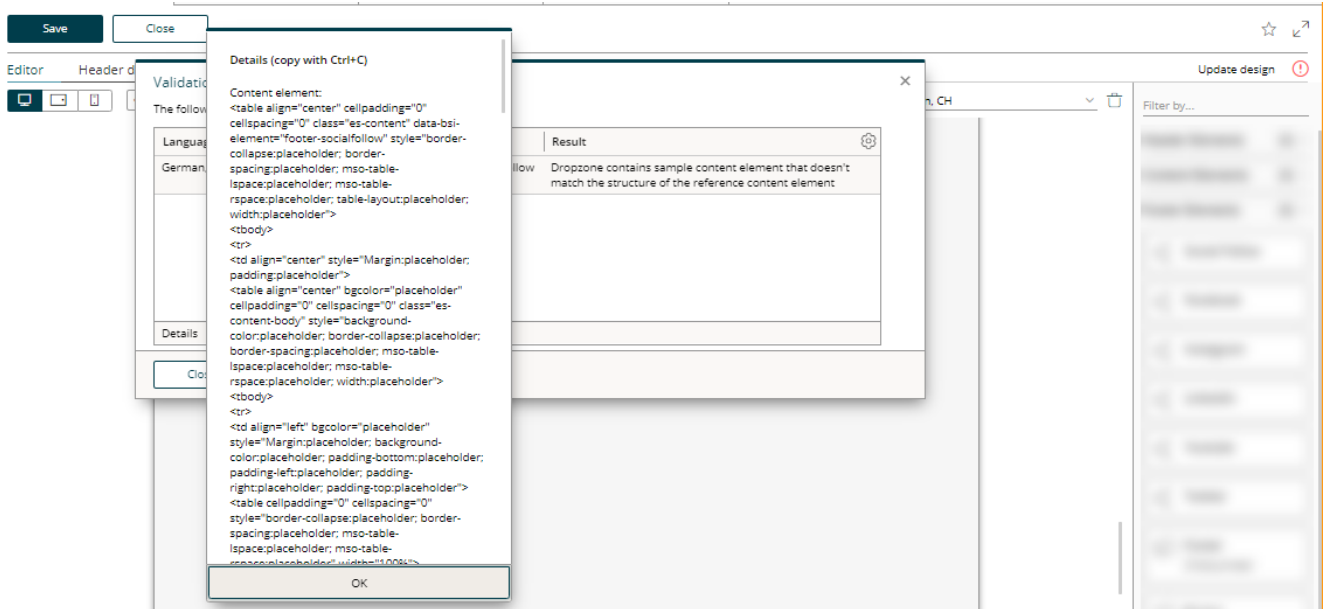 Save
Close
Editor
Header d
Update design
Validatio
The follow
n, CH
Filter by...
Languag
Result
German,
llow
Dropzone contains sample content element that doesn't
match the structure of the reference content element
Details
Clos
Details (copy with Ctrl+C)
Content element:
<table align="center" cellpadding="0"
cellspacing="0" class="es-content" data-bsi-
element="footer-socialfollow" style="border-
collapse:placeholder; border-
spacing:placeholder; mso-table-
lspace:placeholder; mso-table-
rspace:placeholder; table-layout:placeholder;
width:placeholder">
<tbody>
<tr>
<td align="center" style="Margin:placeholder;
padding:placeholder">
<table align="center" bgcolor="placeholder"
cellpadding="0" cellspacing="0" class="es-
content-body" style="background-
color:placeholder; border-collapse:placeholder;
border-spacing:placeholder; mso-table-
lspace:placeholder; mso-table-
rspace:placeholder; width:placeholder">
<tbody>
<tr>
<td align="left" bgcolor="placeholder"
style="Margin:placeholder; background-
color:placeholder; padding-bottom:placeholder;
padding-left:placeholder; padding-
right:placeholder; padding-top:placeholder">
<table cellpadding="0" cellspacing="0"
style="border-collapse:placeholder; border-
spacing:placeholder; mso-table-
lspace:placeholder; mso-table-
rspace:placeholder" width="100%">
OK